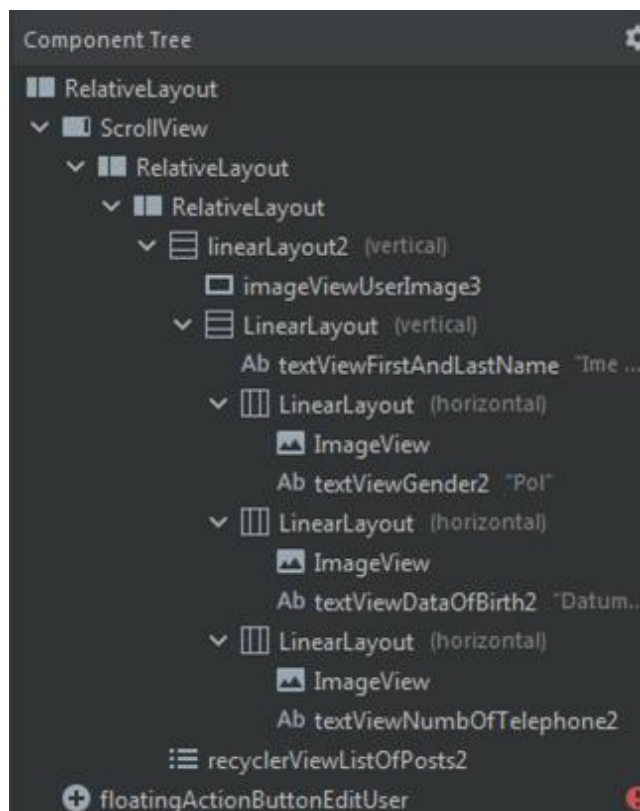 Component Tree
RelativeLayout
ScrollView
RelativeLayout
RelativeLayout
linearLayout2 (vertical)
imageViewUserImage3
LinearLayout (vertical)
Ab textViewFirstAndLastName "Ime ...
LinearLayout (horizontal)
ImageView
Ab textViewGender2 "Pol"
LinearLayout (horizontal)
ImageView
Ab textViewDataOfBirth2 "Datum...
LinearLayout (horizontal)
ImageView
Ab textViewNumbOfTelephone2
recyclerViewListOfPosts2
floatingActionButtonEditUser